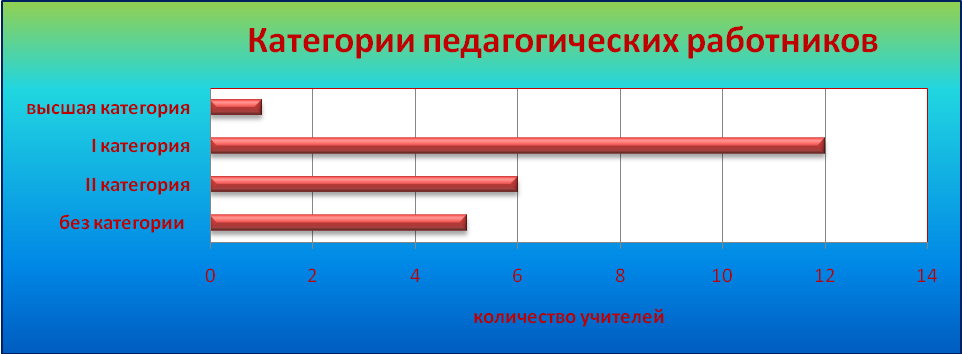 Категории педагогических работников
высшая категория
I категория
II категория
без категории
0 2 4 6 8 10 12 14
количество учителей